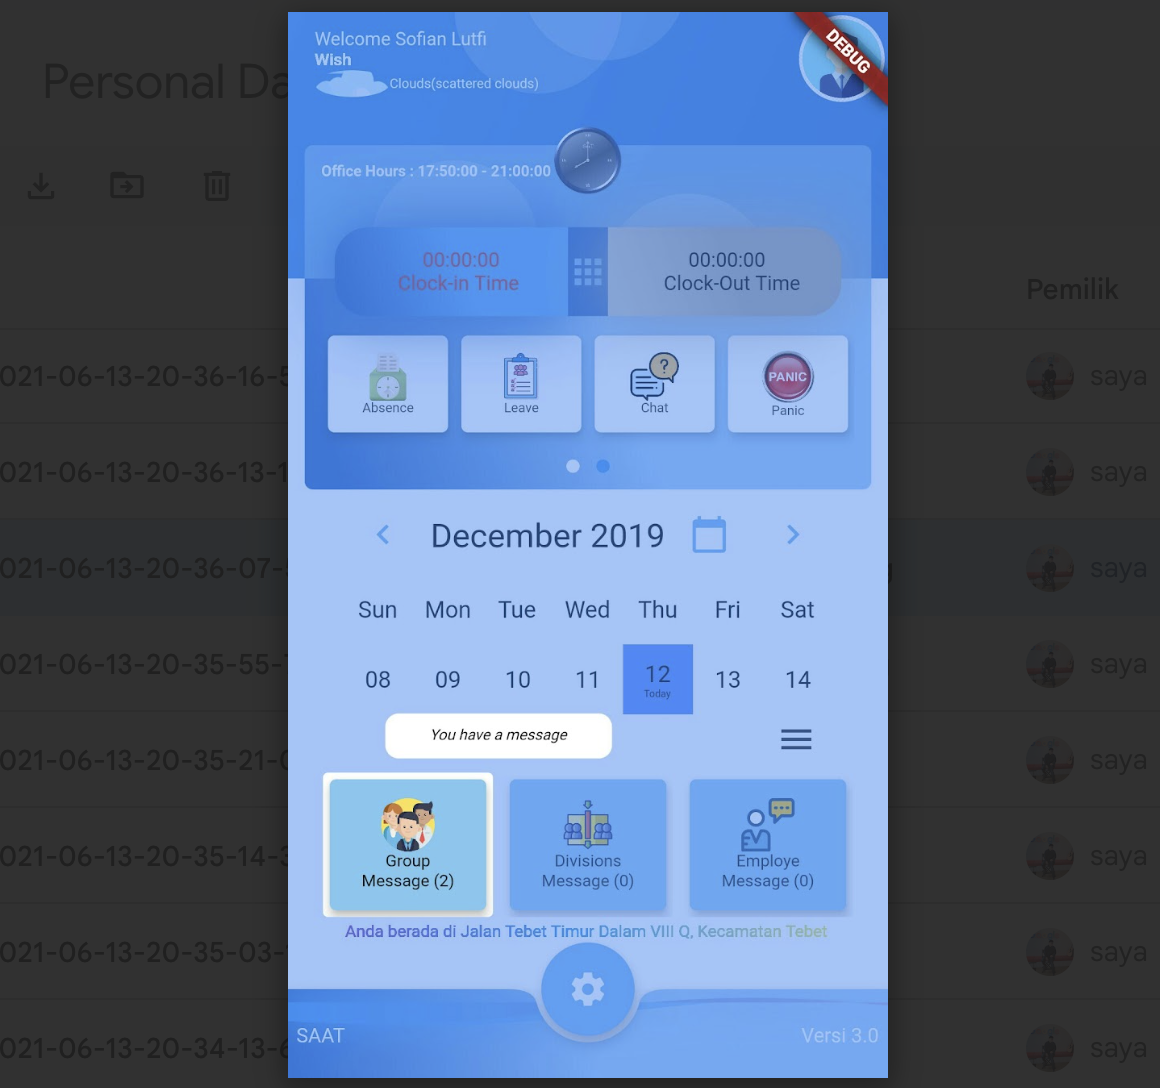 Personal Da
Pemilik
Welcome Sofian Lutfi
Wish
Clouds(scattered clouds)
DEBUG
Office Hours : 17:50:00 - 21:00:00
00:00:00
Clock-in Time
00:00:00
Clock-Out Time
Absence
Leave
?
Chat
PANIC
Panic
December 2019
Sun Mon Tue Wed Thu Fri Sat
08 09 10 11 12 13 14
Today
You have a message
Group
Message (2)
Divisions
Message (0)
Employe
Message (0)
Anda berada di Jalan Tebet Timur Dalam VIII Q, Kecamatan Tebet
SAAT
Versi 3.0
021-06-13-20-36-16-5 saya
021-06-13-20-36-13-1 saya
021-06-13-20-36-07- saya
021-06-13-20-35-55- saya
021-06-13-20-35-21-0 saya
021-06-13-20-35-14-3 saya
021-06-13-20-35-03- saya
021-06-13-20-34-13-6 saya